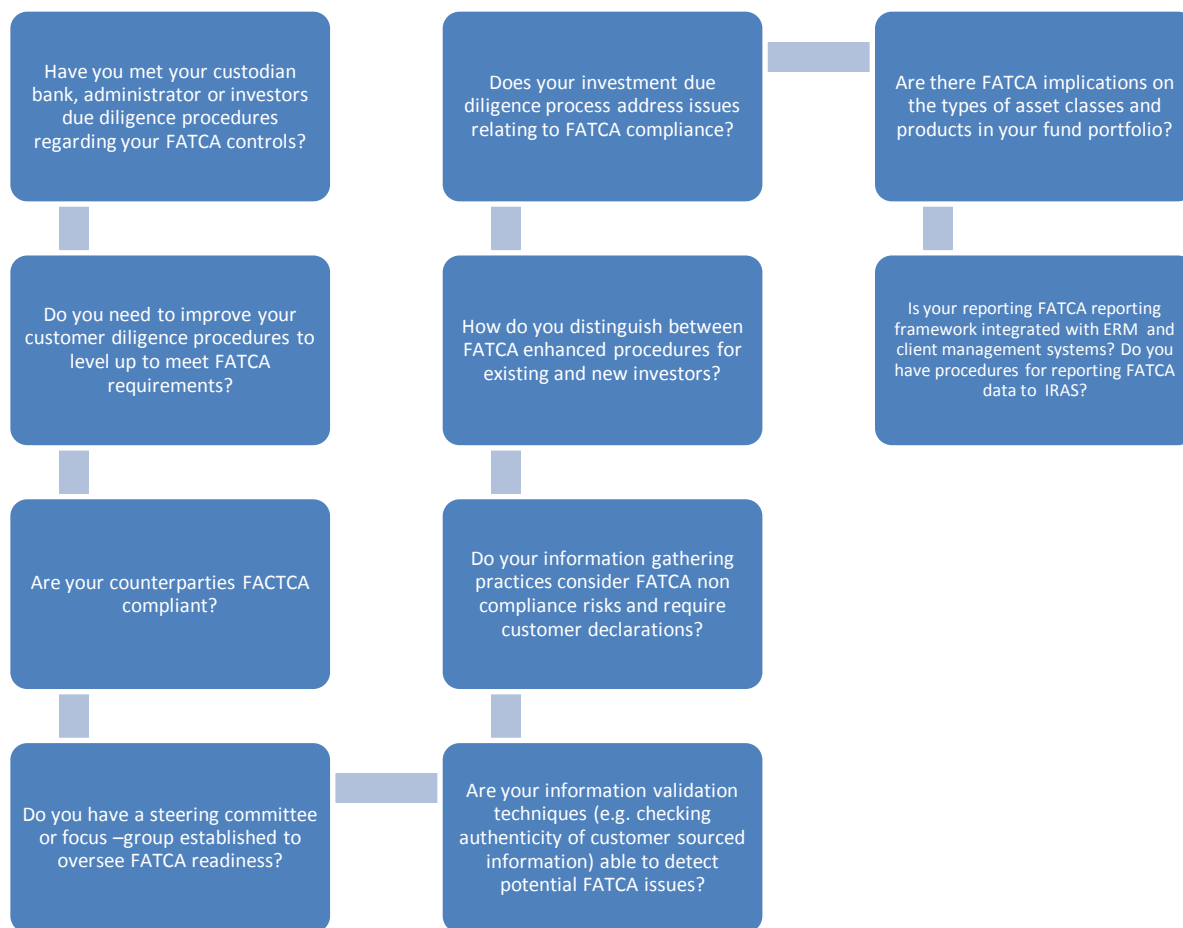 Have you met your custodian
bank, administrator or investors
due diligence procedures
regarding your FATCA controls?
Do you need to improve your
customer diligence procedures to
level up to meet FATCA
requirements?
Are your counterparties FACTCA
compliant?
Do you have a steering committee
or focus –group established to
oversee FATCA readiness?
Are your information validation
techniques (e.g. checking
authenticity of customer sourced
information) able to detect
potential FATCA issues?
Do your information gathering
practices consider FATCA non
compliance risks and require
customer declarations?
How do you distinguish between
FATCA enhanced procedures for
existing and new investors?
Does your investment due
diligence process address issues
relating to FATCA compliance?
Are there FATCA implications on
the types of asset classes and
products in your fund portfolio?
Is your reporting FATCA reporting
framework integrated with ERM and
client management systems? Do you
have procedures for reporting FATCA
data to IRAS?